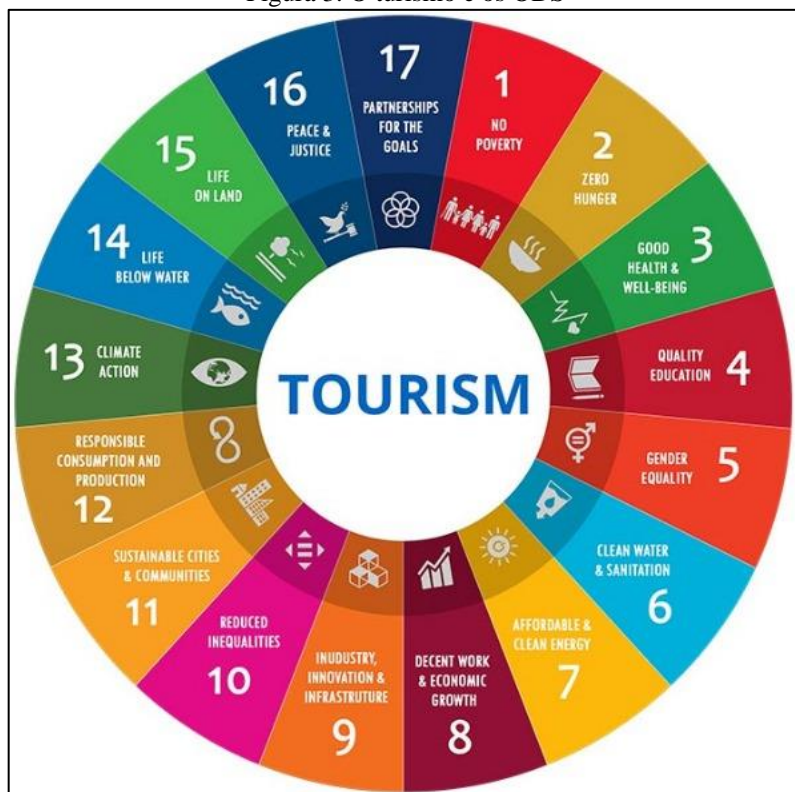 Figura O turismo e os ODS
TOURISM
1
NO
POVERTY
2
ZERO
HUNGER
3
GOOD
HEALTH &
WELL-BEING
4
QUALITY
EDUCATION
5
GENDER
EQUALITY
6
CLEAN WATER
& SANITATION
7
AFFORDABLE &
CLEAN ENERGY
8
DECENT WORK
& ECONOMIC
GROWTH
9
INUDUSTRY,
INNOVATION &
INFRASTRUTURE
10
REDUCED
INEQUALITIES
11
SUSTAINABLE CITIES
& COMMUNITIES
12
RESPONSIBLE
CONSUMPTION AND
PRODUCTION
13
CLIMATE
ACTION
14
LIFE
BELOW WATER
15
LIFE
ON LAND
16
PEACE &
JUSTICE
17
PARTNERSHIPS
FOR THE
GOALS